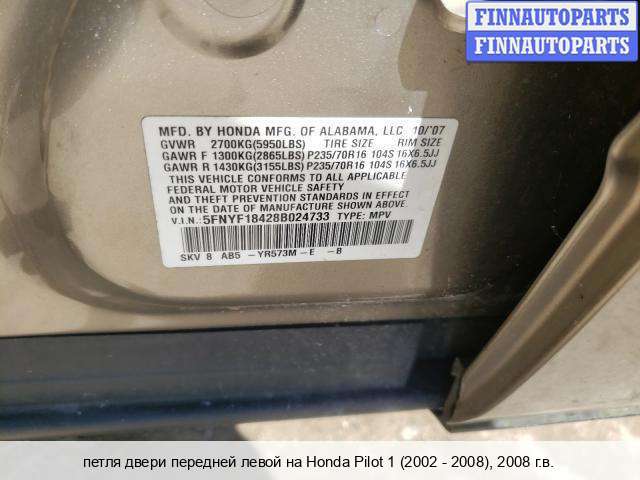 FINNAUTOPARTS
FINNAUTOPARTS
MFD. BY HONDA MFG. OF ALABAMA, LLC 10/'07
GVWR 2700KG(5950LBS) TIRE SIZE RIM SIZE
GAWR F 1300KG(2865LBS) P235/70R16 104S 16X6.5JJ
GAWR R 1430KG(3155LBS) P235/70R16 104S 16X6.5JJ
THIS VEHICLE CONFORMS TO ALL APPLICABLE
FEDERAL MOTOR VEHICLE SAFETY
AND THEFT PREVENTION STANDARDS IN EFFECT
ON THE DATE OF MANUFACTURE SHOWN ABOVE.
V.I.N.:5FNYF18428B024733 TYPE: MPV
SKV 8 AB5 -YR573M-E -B
петля двери передней левой на Honda Pilot 1 (2002 - 2008), 2008 г.в.